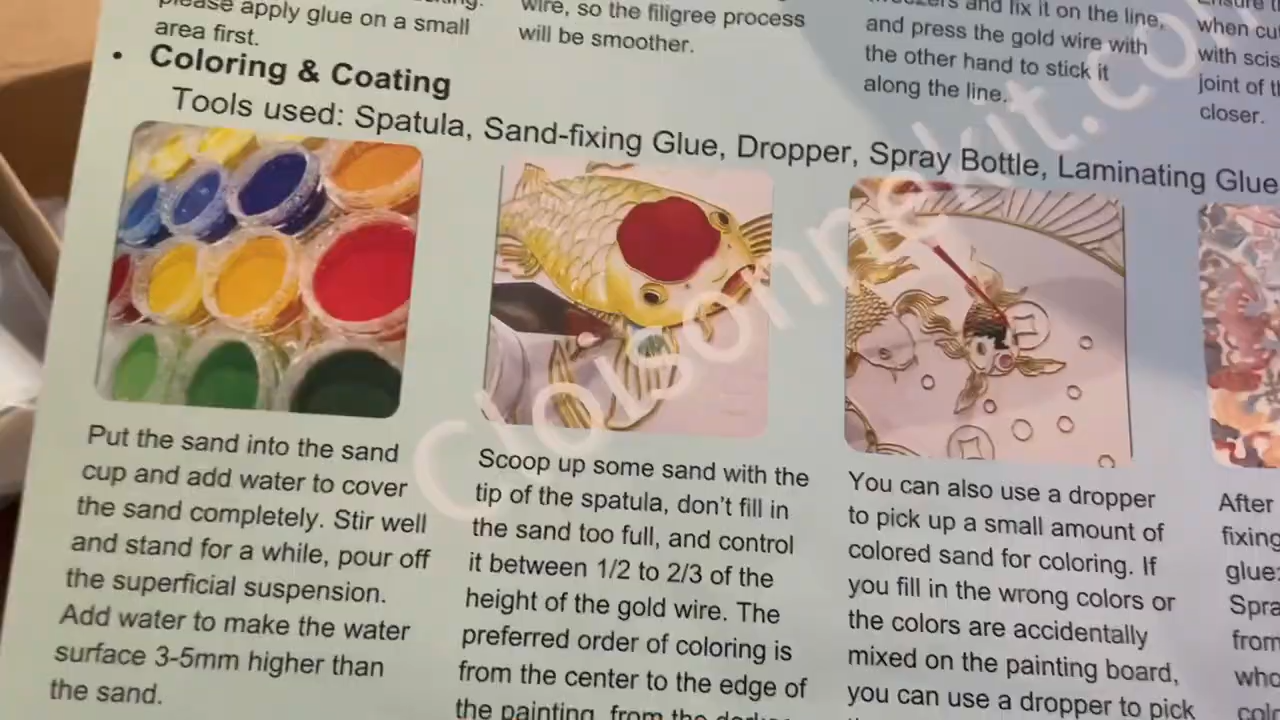 please apply glue on a small
area first.
wire, so the filigree process
will be smoother.
and fix it on the line,
and press the gold wire with
the other hand to stick it
along the line.
when cu
with scis
joint of t
closer.
• Coloring & Coating
Tools used: Spatula, Sand-fixing Glue, Dropper, Spray Bottle, Laminating Glue
Put the sand into the sand
cup and add water to cover
the sand completely. Stir well
and stand for a while, pour off
the superficial suspension.
Add water to make the water
surface 3-5mm higher than
the sand.
Scoop up some sand with the
tip of the spatula, don't fill in
the sand too full, and control
it between 1/2 to 2/3 of the
height of the gold wire. The
preferred order of coloring is
from the center to the edge of
the painting, from the
You can also use a dropper
to pick up a small amount of
colored sand for coloring. If
you fill in the wrong colors or
the colors are accidentally
mixed on the painting board,
you can use a dropper to pick
After
fixing
glue
Spra
from
who
colo
Cloisonnekit.com